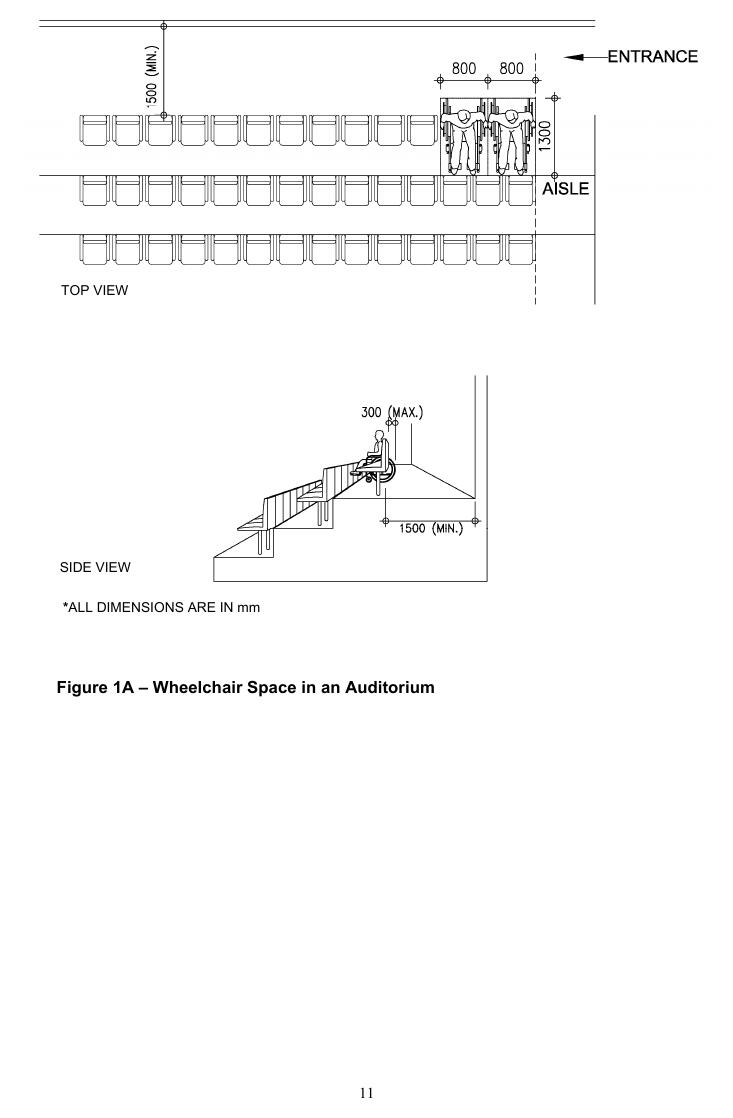 ENTRANCE
1500 (MIN.)
800 800
1300
AISLE
TOP VIEW
300 (MAX.)
1500 (MIN.)
SIDE VIEW
*ALL DIMENSIONS ARE IN mm
Figure 1A – Wheelchair Space in an Auditorium
11